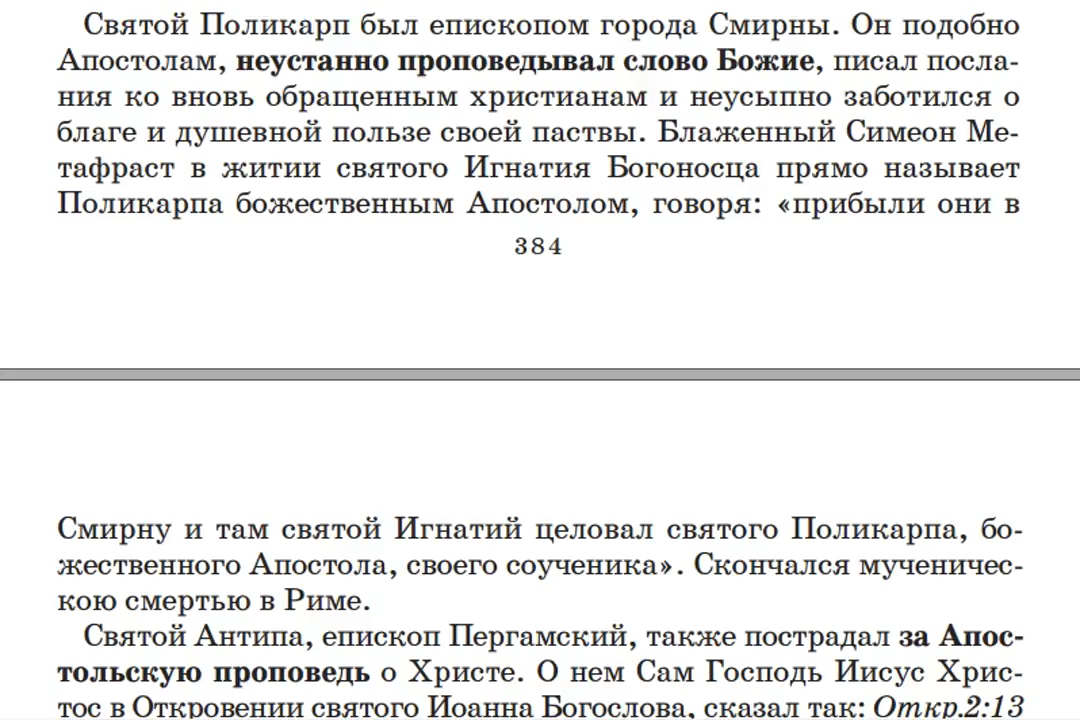 Святой Поликарп был епископом города Смирны. Он подобно
Апостолам, неустанно проповедывал слово Божие, писал посла-
ния ко вновь обращенным христианам и неусыпно заботился о
благе и душевной пользе своей паствы. Блаженный Симеон Ме-
тафраст в житии святого Игнатия Богоносца прямо называет
Поликарпа божественным Апостолом, говоря: «прибыли они в
384
Смирну и там святой Игнатий целовал святого Поликарпа, бо-
жественного Апостола, своего соученика». Скончался мученичес-
кою смертью в Риме.
Святой Антипа, епископ Пергамский, также пострадал за Апос-
тольскую проповедь о Христе. О нем Сам Господь Иисус Хрис-
тос в Откровении святого Иоанна Богослова, сказал так: Откр.2:13